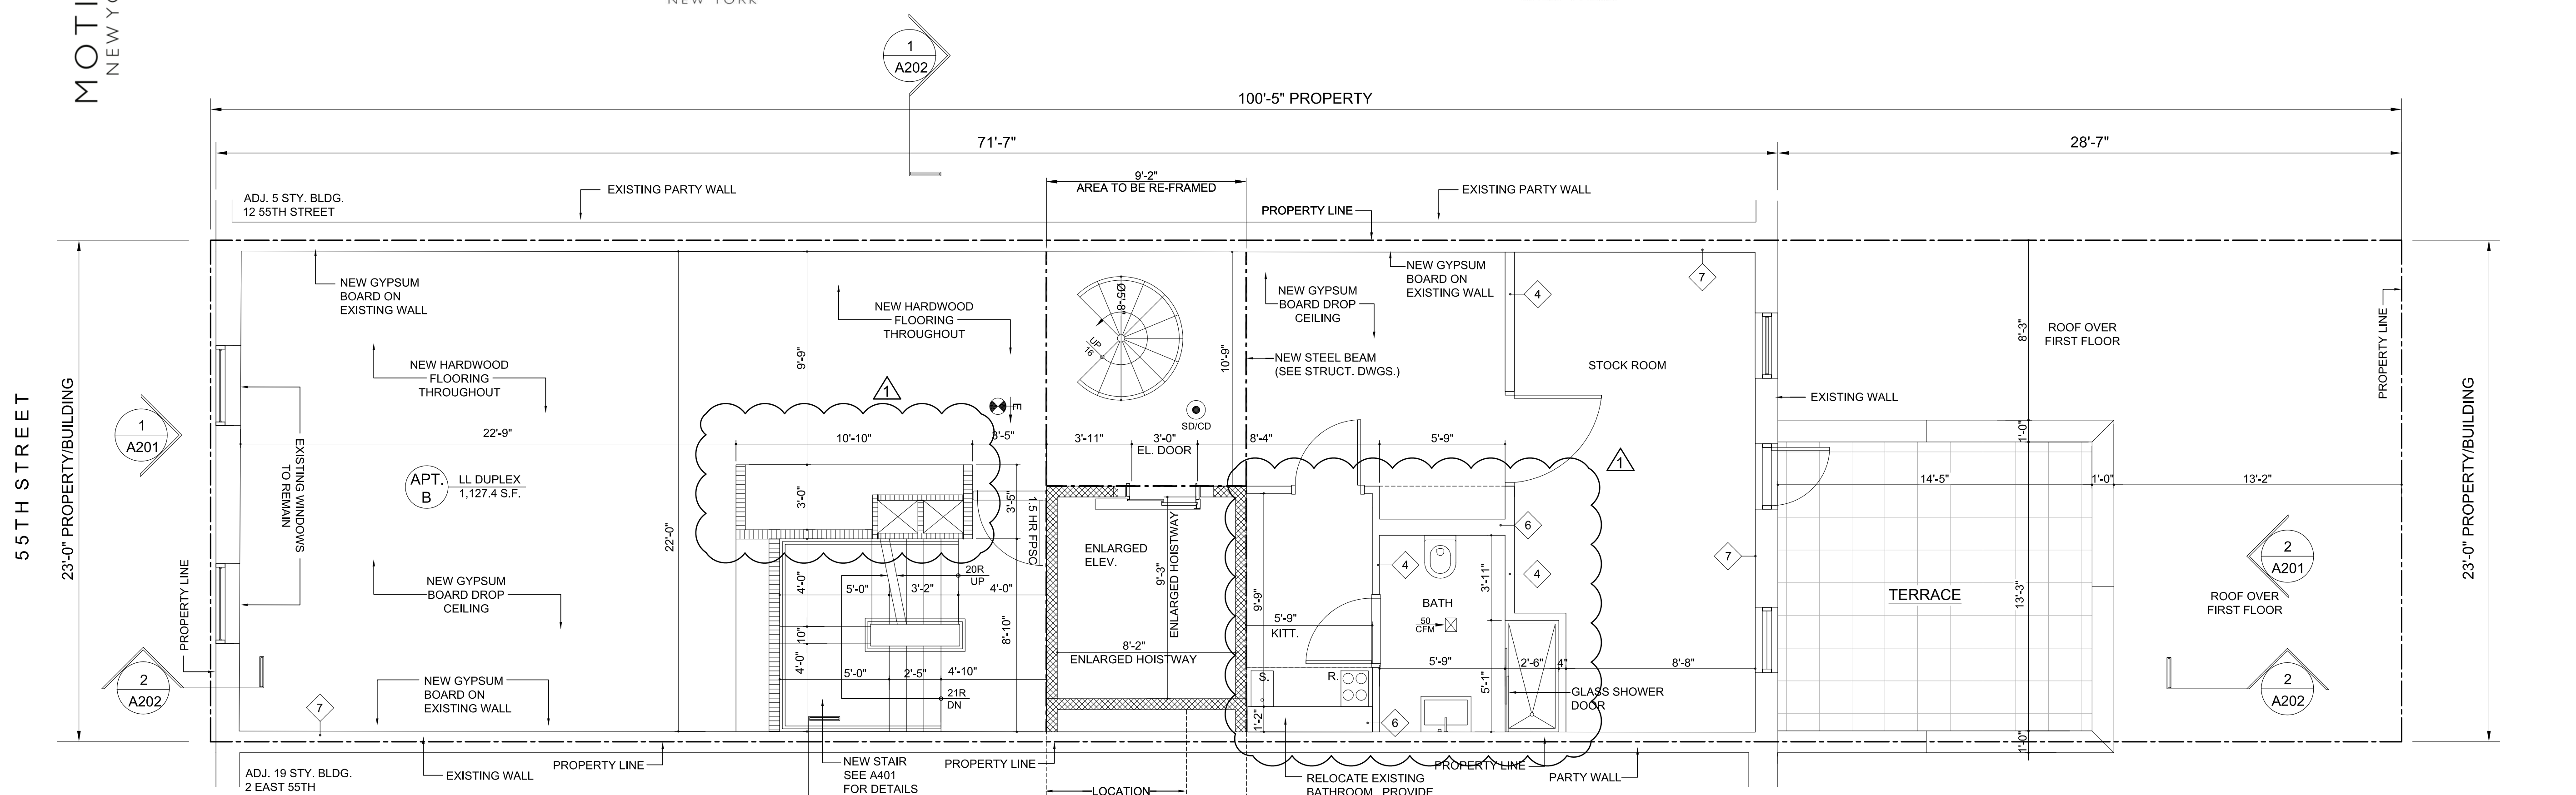 MOTI
NEW YORK
1
A202
100'-5" PROPERTY
71'-7"
28'-7"
9'-2"
AREA TO BE RE-FRAMED
EXISTING PARTY WALL
EXISTING PARTY WALL
ADJ. 5 STY. BLDG.
12 55TH STREET
PROPERTY LINE
NEW GYPSUM
BOARD ON
EXISTING WALL
NEW HARDWOOD
FLOORING
THROUGHOUT
Ø5'-8"
UP
16
NEW GYPSUM
BOARD DROP
CEILING
NEW GYPSUM
BOARD ON
EXISTING WALL
4
7
9'-9"
10'-9"
NEW STEEL BEAM
(SEE STRUCT. DWGS.)
STOCK ROOM
8'-3"
ROOF OVER
FIRST FLOOR
PROPERTY LINE
NEW HARDWOOD
FLOORING
THROUGHOUT
1
E
SD/CD
EXISTING WALL
55TH STREET
23'-0" PROPERTY/BUILDING
1
A201
22'-9"
10'-10"
3'-5"
3'-11"
3'-0"
EL. DOOR
8'-4"
5'-9"
1
1'-0"
23'-0" PROPERTY/BUILDING
EXISTING WINDOWS
TO REMAIN
APT.
B
LL DUPLEX
1,127.4 S.F.
3'-0"
3'-5"
1.5 HR FPSC
14'-5"
1'-0"
13'-2"
22'-0"
ENLARGED
ELEV.
9'-3"
ENLARGED HOISTWAY
6
7
2
A201
PROPERTY LINE
NEW GYPSUM
BOARD DROP
CEILING
20R
UP
4'-0"
5'-0"
3'-2"
4'-0"
9'-9"
4
4
3'-11"
BATH
50
CFM
TERRACE
13'-3"
ROOF OVER
FIRST FLOOR
10"
8'-10"
5'-9"
KITT.
4'-0"
8'-2"
ENLARGED HOISTWAY
5'-0"
2'-5"
4'-10"
5'-9"
2'-6"
4"
8'-8"
2
A202
NEW GYPSUM
BOARD ON
EXISTING WALL
7
21R
DN
S.
R.
5'-1"
GLASS SHOWER
DOOR
2
A202
1'-2"
6
1'-0"
ADJ. 19 STY. BLDG.
2 EAST 55TH
EXISTING WALL
PROPERTY LINE
NEW STAIR
SEE A401
FOR DETAILS
PROPERTY LINE
LOCATION
RELOCATE EXISTING
BATHROOM. PROVIDE
PROPERTY LINE
PARTY WALL